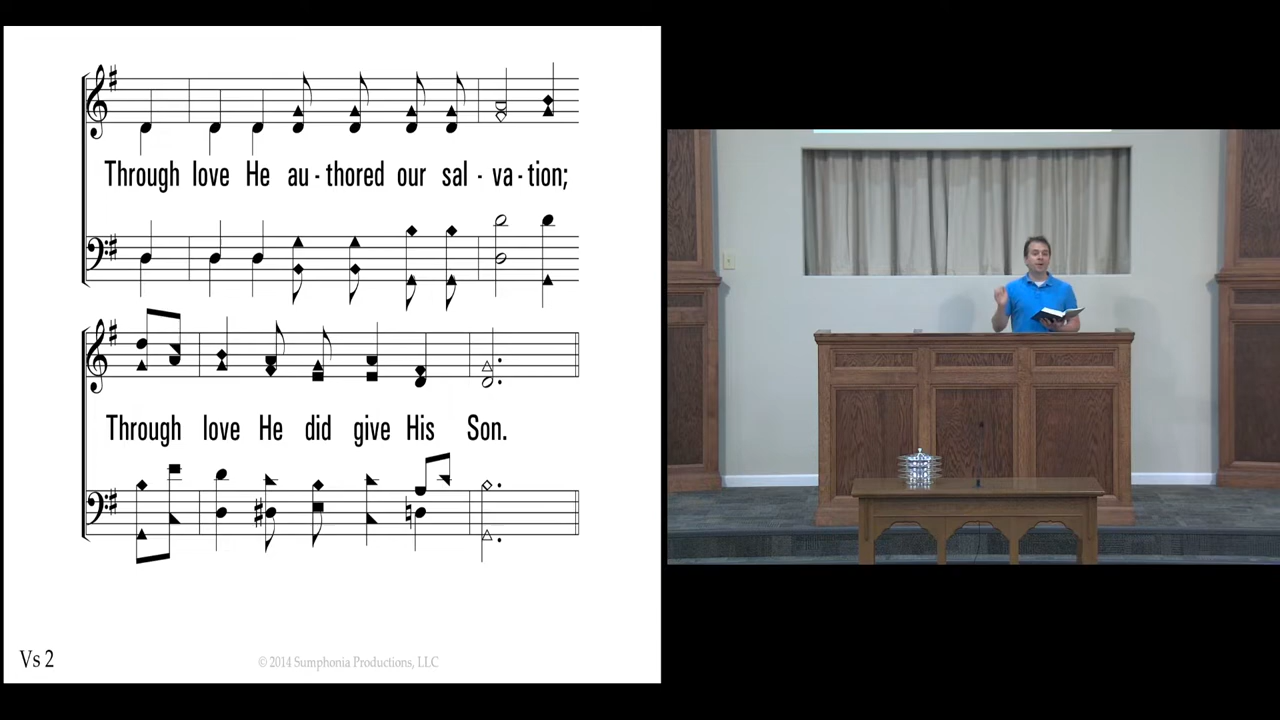 Through love He au - thored our sal - va - tion;
Through love He did give His Son.
Vs 2
© 2014 Sumphonia Productions, LLC